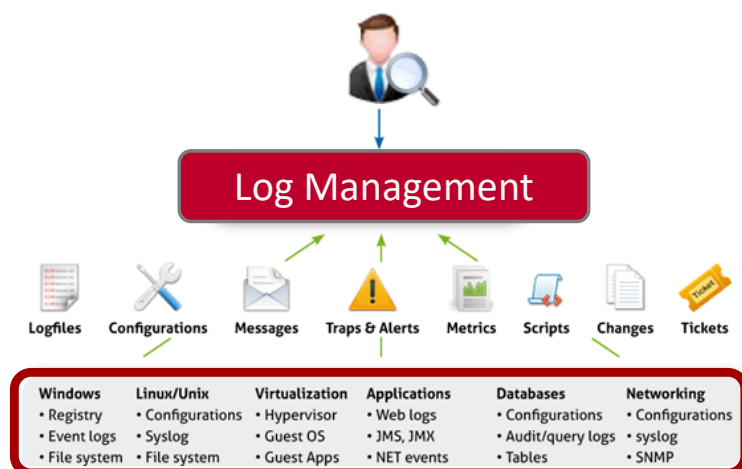 Log Management
Logfiles Configurations Messages Traps & Alerts Metrics Scripts Changes Tickets
Ticket
Windows
• Registry
• Event logs
• File system
Linux/Unix
• Configurations
• Syslog
• File system
Virtualization
• Hypervisor
• Guest OS
• Guest Apps
Applications
• Web logs
• JMS, JMX
• NET events
Databases
• Configurations
• Audit/query logs
• Tables
Networking
• Configurations
• syslog
• SNMP